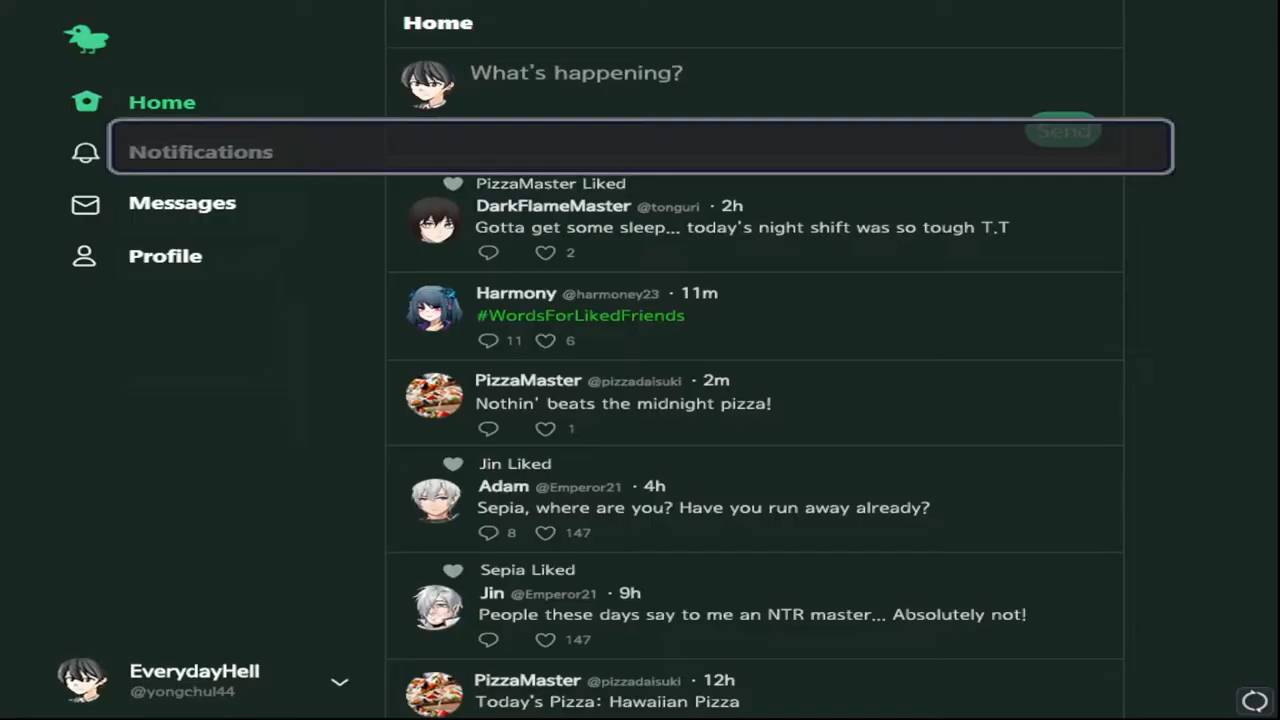 Home
Notifications
Messages
Profile
EverydayHell
@yongchul44
Home
What's happening?
Send
PizzaMaster Liked
DarkFlameMaster @tonguri · 2h
Gotta get some sleep... today's night shift was so tough T.T
2
Harmony @harmoney23 · 11m
#WordsForLikedFriends
11 6
PizzaMaster @pizzadaisuki · 2m
Nothin' beats the midnight pizza!
1
Jin Liked
Adam @Emperor21 · 4h
Sepia, where are you? Have you run away already?
8 147
Sepia Liked
Jin @Emperor21 · 9h
People these days say to me an NTR master... Absolutely not!
147
PizzaMaster @pizzadaisuki · 12h
Today's Pizza: Hawaiian Pizza